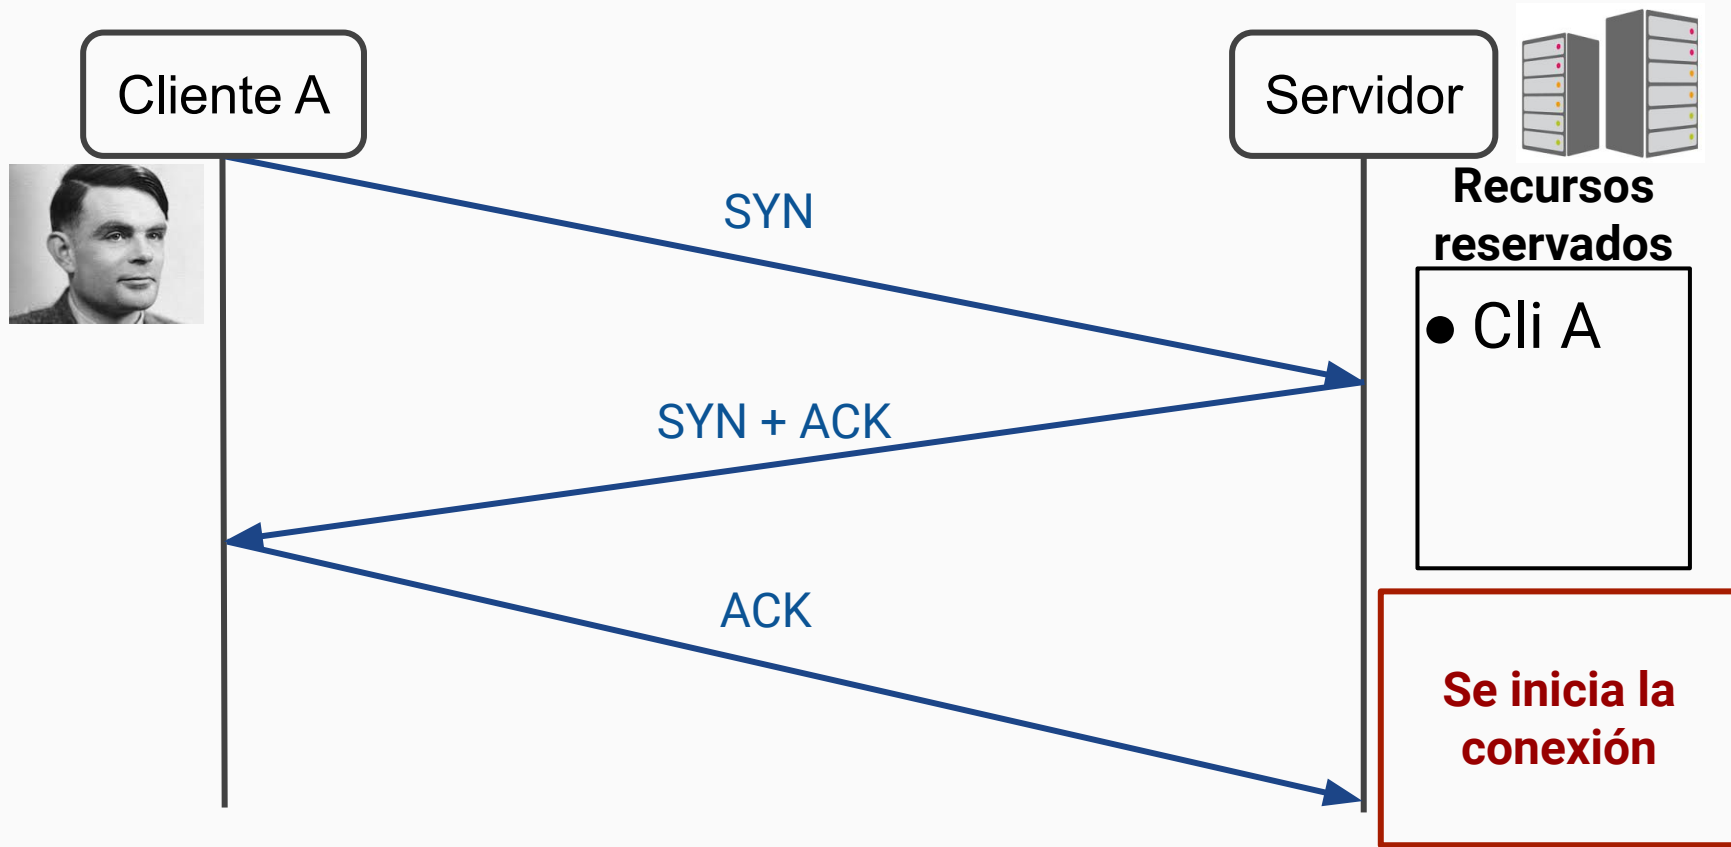 Cliente A
Servidor
SYN
Recursos
reservados
● Cli A
SYN + ACK
ACK
Se inicia la
conexión